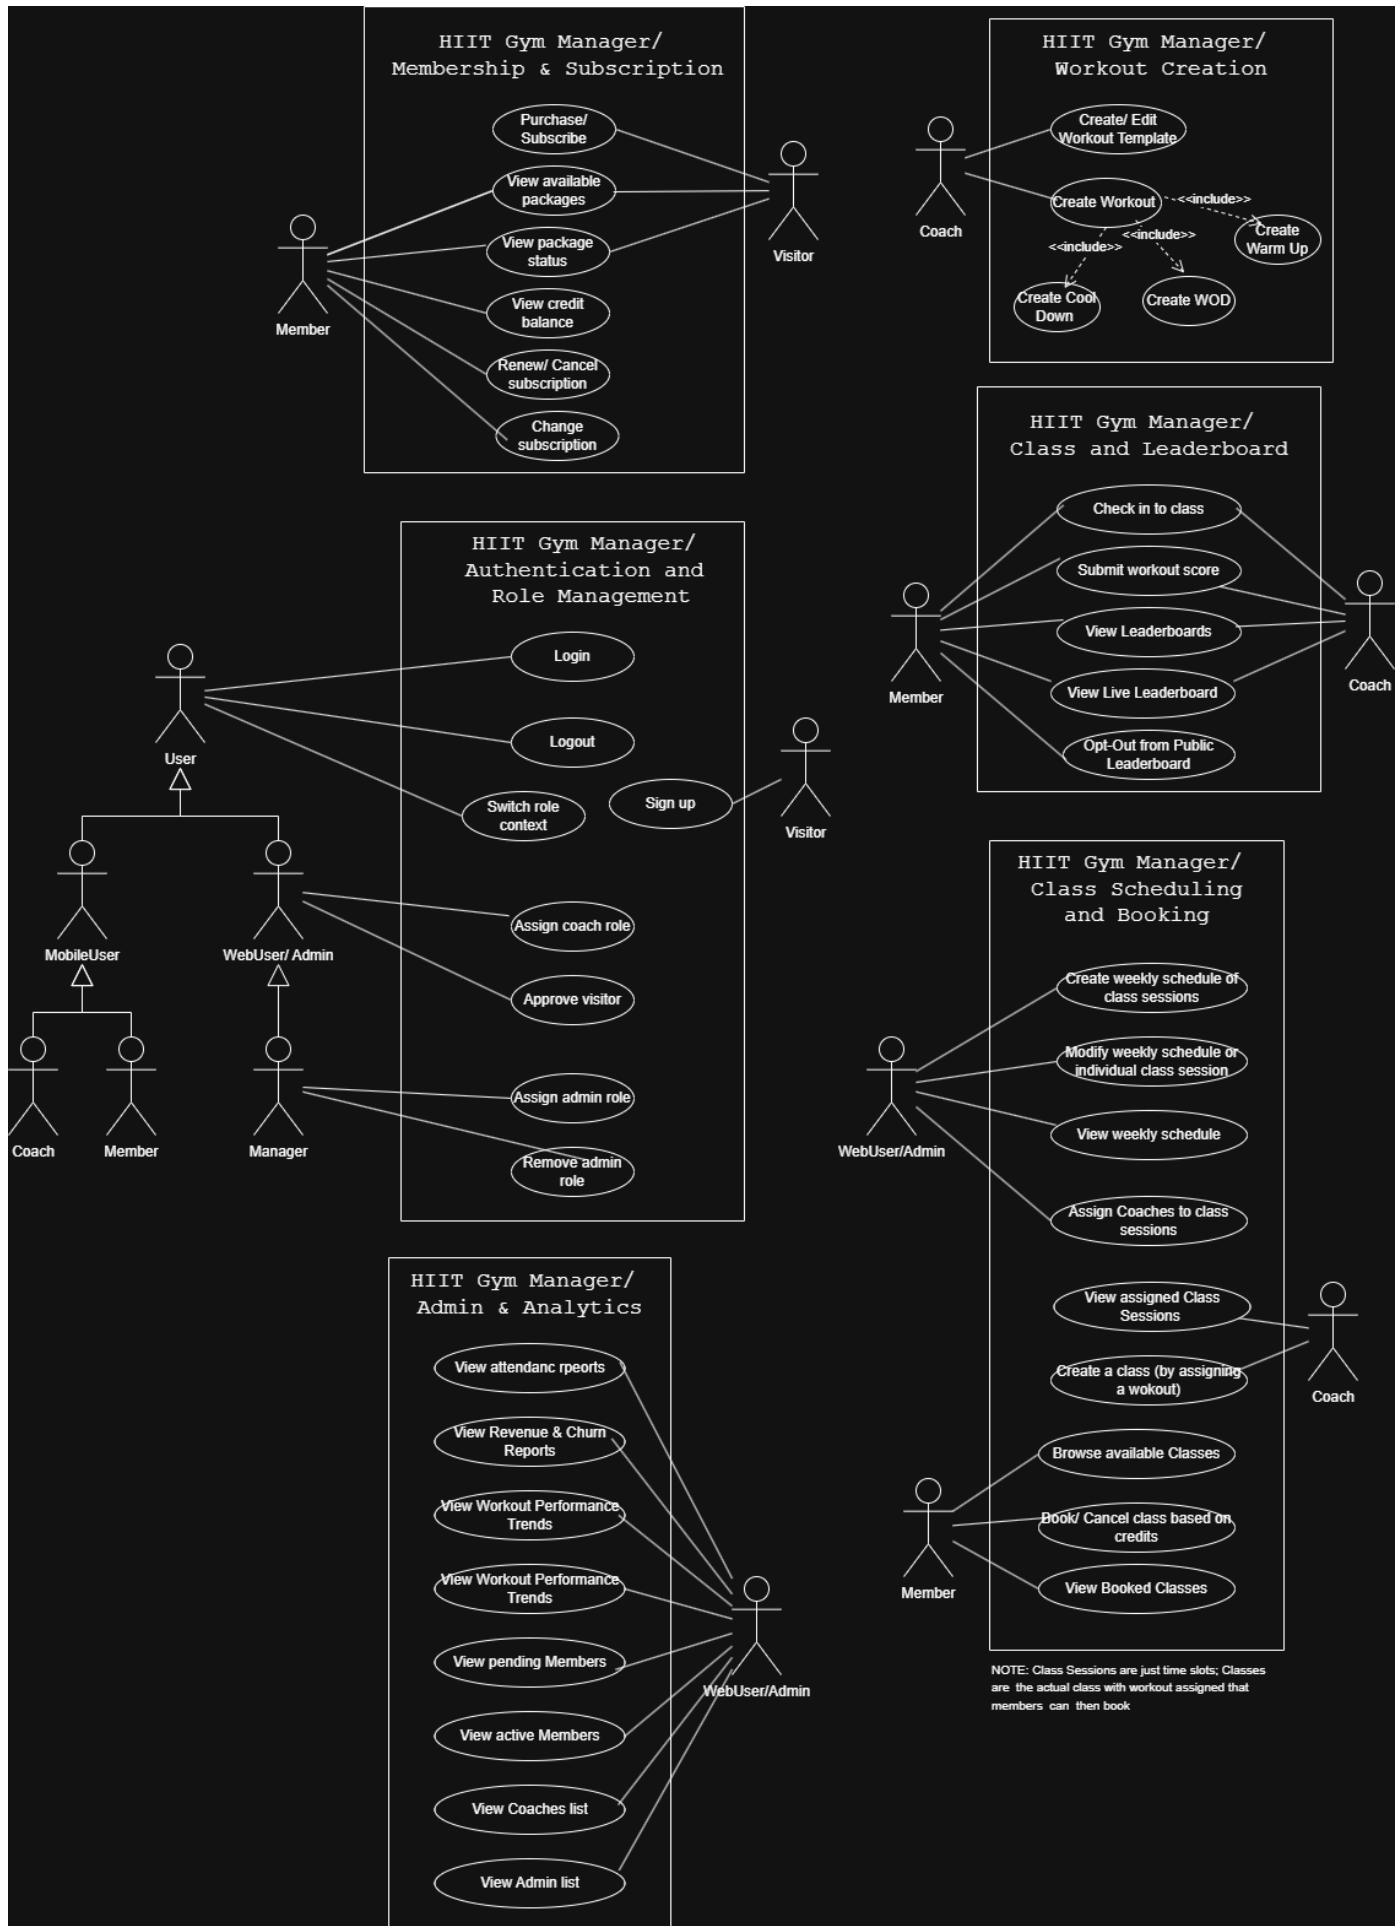 HIIT Gym Manager/
Membership & Subscription
Purchase/
Subscribe
View available
packages
View package
status
View credit
balance
Renew/ Cancel
subscription
Change
subscription
Member
Visitor
HIIT Gym Manager/
Workout Creation
Create/ Edit
Workout Template
Create Workout
<<include>>
<<include>>
<<include>>
Create
Warm Up
Create Cool
Down
Create WOD
Coach
HIIT Gym Manager/
Class and Leaderboard
Check in to class
Submit workout score
View Leaderboards
View Live Leaderboard
Opt-Out from Public
Leaderboard
Member
Coach
HIIT Gym Manager/
Authentication and
Role Management
Login
Logout
Switch role
context
Sign up
Assign coach role
Approve visitor
Assign admin role
Remove admin
role
User
Visitor
MobileUser
WebUser/ Admin
Coach
Member
Manager
HIIT Gym Manager/
Class Scheduling
and Booking
Create weekly schedule of
class sessions
Modify weekly schedule or
individual class session
View weekly schedule
Assign Coaches to class
sessions
View assigned Class
Sessions
Create a class (by assigning
a wokout)
Browse available Classes
Book/ Cancel class based on
credits
View Booked Classes
WebUser/Admin
Coach
Member
NOTE: Class Sessions are just time slots; Classes
are the actual class with workout assigned that
members can then book
HIIT Gym Manager/
Admin & Analytics
View attendanc rpeorts
View Revenue & Churn
Reports
View Workout Performance
Trends
View Workout Performance
Trends
View pending Members
View active Members
View Coaches list
View Admin list
WebUser/Admin